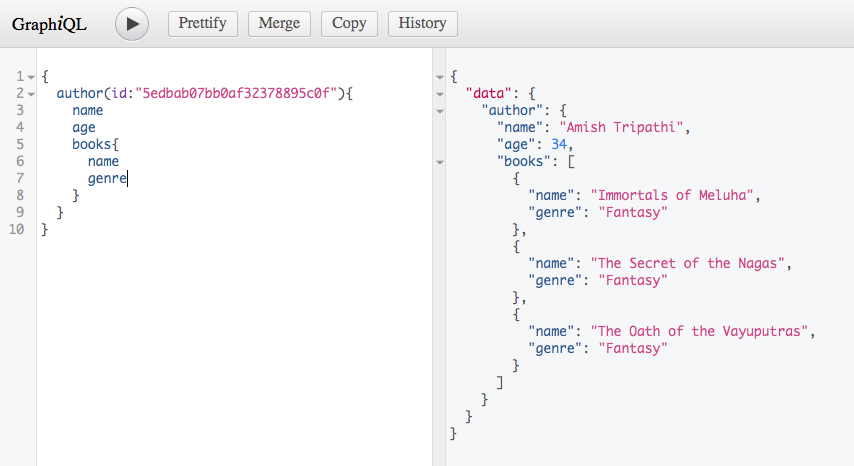 GraphiQL Prettify Merge Copy History
1 {
2 author(id:"5edbab07bb0af32378895c0f"){
3 name
4 age
5 books{
6 name
7 genre
8 }
9 }
10 }
{
"data": {
"author": {
"name": "Amish Tripathi",
"age": 34,
"books": [
{
"name": "Immortals of Meluha",
"genre": "Fantasy"
},
{
"name": "The Secret of the Nagas",
"genre": "Fantasy"
},
{
"name": "The Oath of the Vayuputras",
"genre": "Fantasy"
}
]
}
}
}